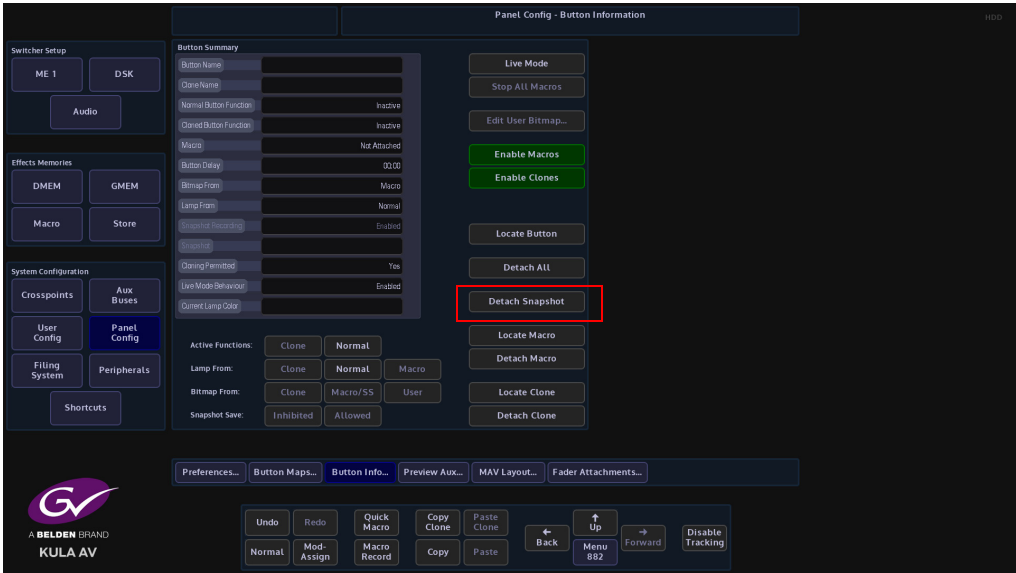 Panel Config - Button Information
HDD
Switcher Setup
ME 1
DSK
Audio
Effects Memories
DMEM
GMEM
Macro
Store
System Configuration
Crosspoints
Aux
Buses
User
Config
Panel
Config
Filing
System
Peripherals
Shortcuts
Button Summary
Button Name
Clone Name
Normal Button Function Inactive
Cloned Button Function Inactive
Macro Not Attached
Button Delay 00:00
Bitmap From Macro
Lamp From Normal
Snapshot Recording Enabled
Snapshot
Cloning Permitted Yes
Live Mode Behaviour Enabled
Current Lamp Color
Active Functions: Clone Normal
Lamp From: Clone Normal Macro
Bitmap From: Clone Macro/SS User
Snapshot Save: Inhibited Allowed
Live Mode
Stop All Macros
Edit User Bitmap...
Enable Macros
Enable Clones
Locate Button
Detach All
Detach Snapshot
Locate Macro
Detach Macro
Locate Clone
Detach Clone
Preferences... Button Maps... Button Info... Preview Aux... MAV Layout... Fader Attachments...
GV
A BELDEN BRAND
KULA AV
Undo
Redo
Quick
Macro
Copy
Clone
Paste
Clone
Normal
Mod-
Assign
Macro
Record
Copy
Paste
Back
Up
Menu
882
Forward
Disable
Tracking